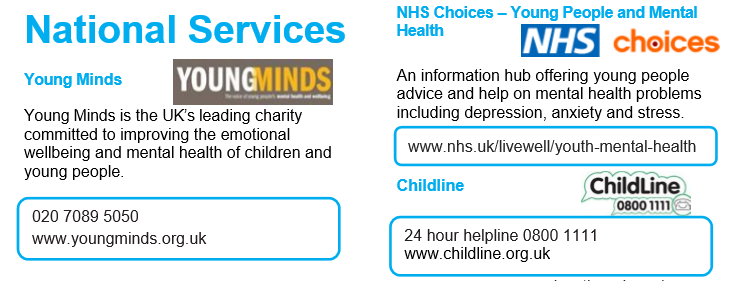 National Services
Young Minds
YOUNGMINDS
Young Minds is the UK's leading charity
committed to improving the emotional
wellbeing and mental health of children and
young people.
020 7089 5050
www.youngminds.org.uk
NHS Choices – Young People and Mental
Health
NHS choices
An information hub offering young people
advice and help on mental health problems
including depression, anxiety and stress.
www.nhs.uk/livewell/youth-mental-health
Childline
ChildLine
0800 1111
24 hour helpline 0800 1111
www.childline.org.uk